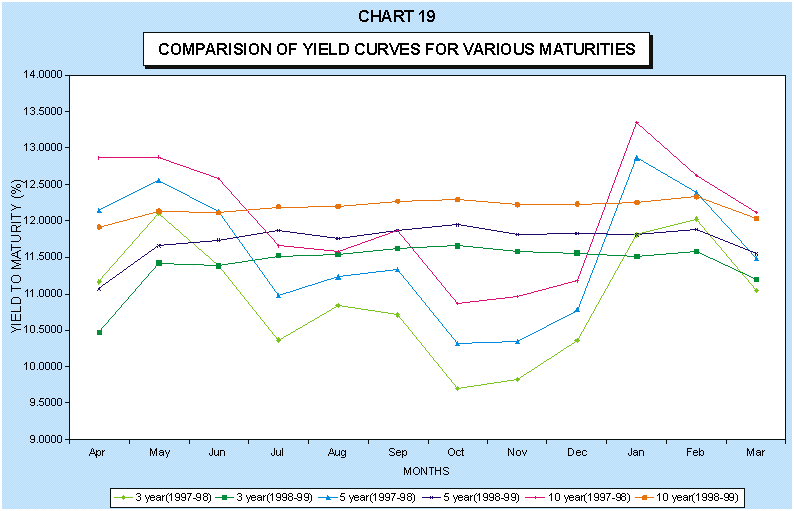 CHART 19
COMPARISION OF YIELD CURVES FOR VARIOUS MATURITIES
YIELD TO MATURITY (%)
14.0000
13.5000
13.0000
12.5000
12.0000
11.5000
11.0000
10.5000
10.0000
9.5000
9.0000
Apr May Jun Jul Aug Sep Oct Nov Dec Jan Feb Mar
MONTHS
3 year(1997-98) 3 year(1998-99) 5 year(1997-98) 5 year(1998-99) 10 year(1997-98) 10 year(1998-99)